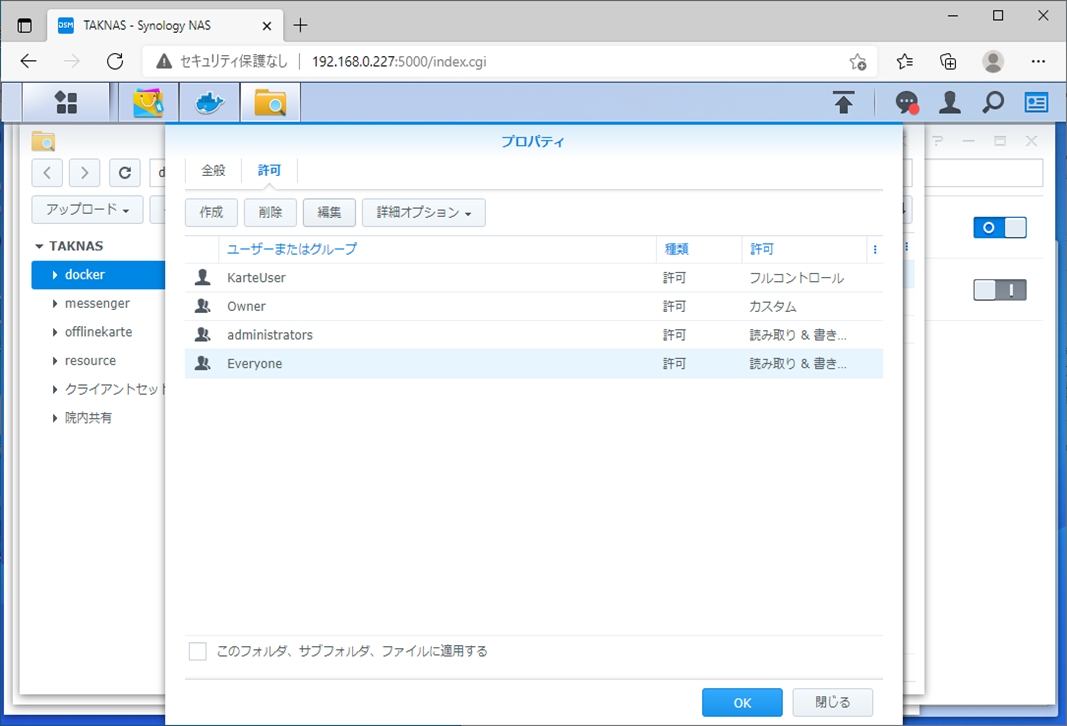 TAKNAS - Synology NAS
セキュリティ保護なし 192.168.0.227:5000/index.cgi
プロパティ
全般 許可
作成 削除 編集 詳細オプション
アップロード
TAKNAS
docker
messenger
offlinekarte
resource
クライアントセット
院内共有
ユーザーまたはグループ 種類 許可
KarteUser 許可 フルコントロール
Owner 許可 カスタム
administrators 許可 読み取り & 書き...
Everyone 許可 読み取り & 書き...
このフォルダ、サブフォルダ、ファイルに適用する
OK 閉じる